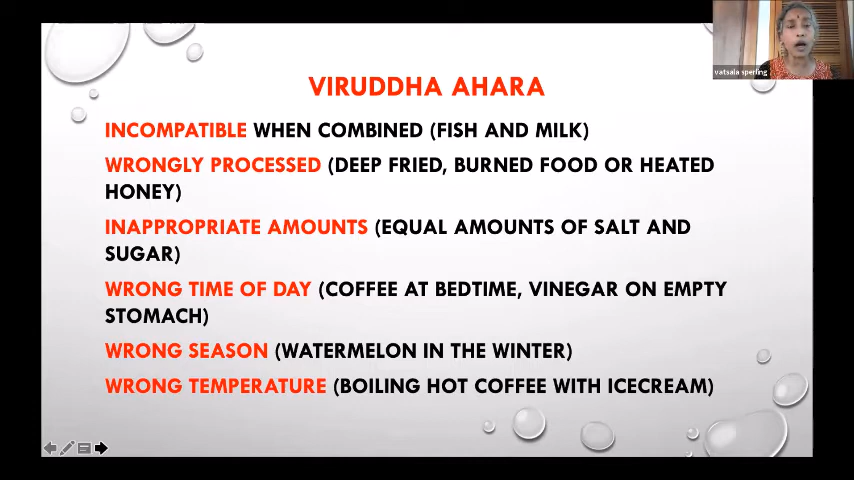 VIRUDDHA AHARA
INCOMPATIBLE WHEN COMBINED (FISH AND MILK)
WRONGLY PROCESSED (DEEP FRIED, BURNED FOOD OR HEATED
HONEY)
INAPPROPRIATE AMOUNTS (EQUAL AMOUNTS OF SALT AND
SUGAR)
WRONG TIME OF DAY (COFFEE AT BEDTIME, VINEGAR ON EMPTY
STOMACH)
WRONG SEASON (WATERMELON IN THE WINTER)
WRONG TEMPERATURE (BOILING HOT COFFEE WITH ICECREAM)
vatsala sperling